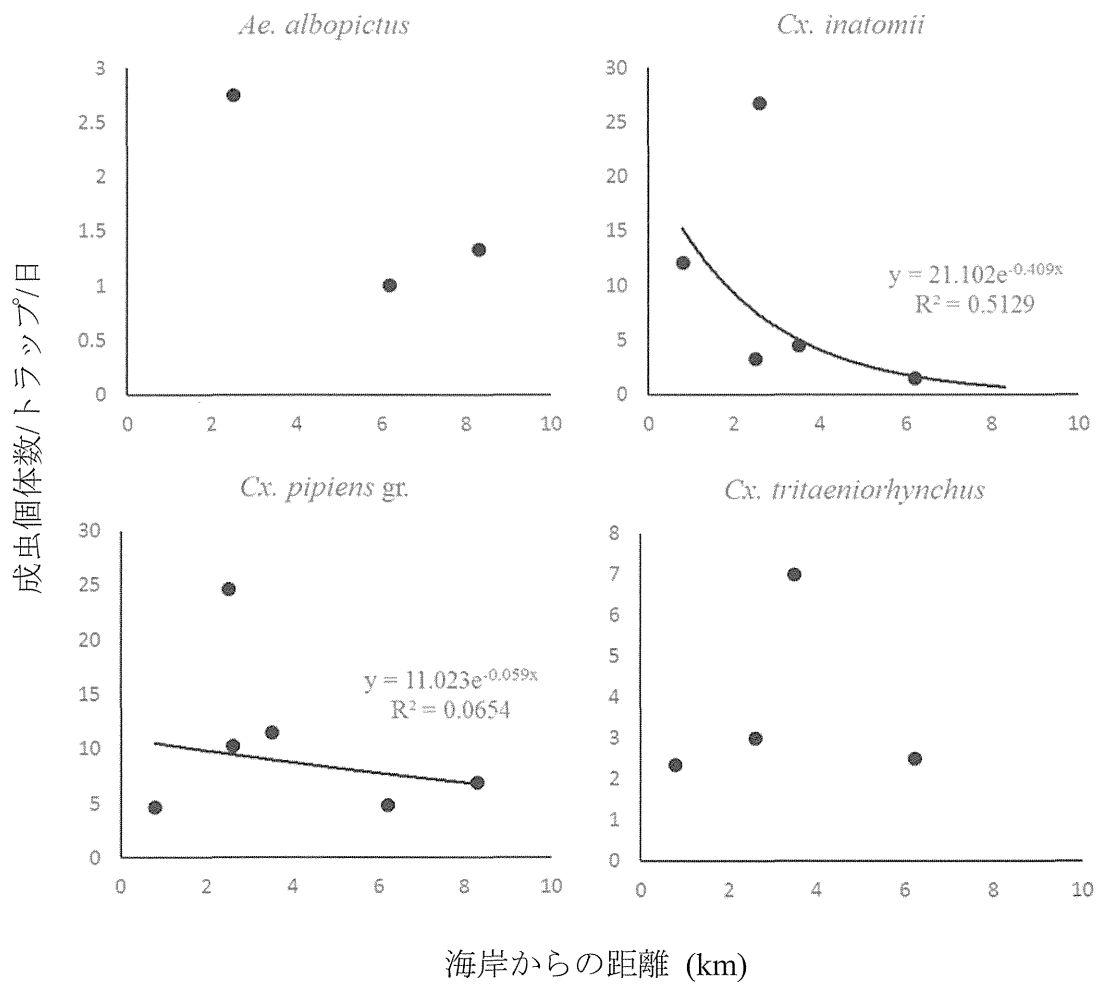 Ae. albopictus
3
2.5
2
1.5
1
0.5
0
0 2 4 6 8 10
Cx. inatomii
30
25
20
15
10
5
0
y = 21.102e^-0.409x
R² = 0.5129
0 2 4 6 8 10
Cx. pipiens gr.
30
25
20
15
10
5
0
y = 11.023e^-0.059x
R² = 0.0654
0 2 4 6 8 10
Cx. tritaeniorhynchus
8
7
6
5
4
3
2
1
0
0 2 4 6 8 10
成虫個体数/トラップ/日
海岸からの距離 (km)